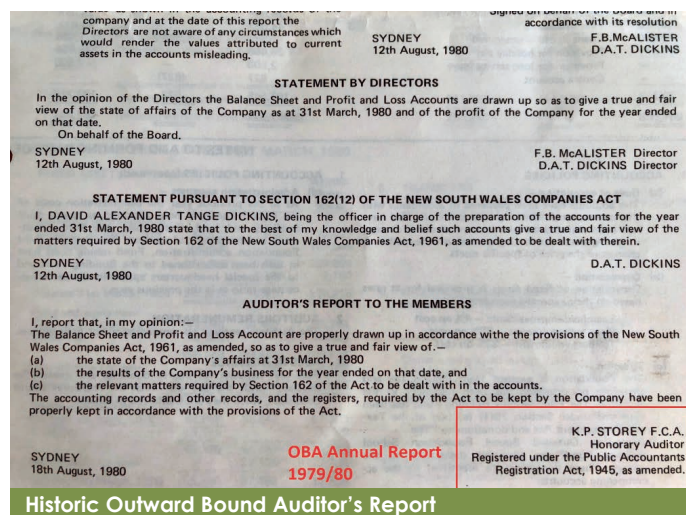 company and at the date of this report the
Directors are not aware of any circumstances which
would render the values attributed to current
assets in the accounts misleading.
Signed on behalf of the Board and in
accordance with its resolution
SYDNEY F.B.McALISTER
12th August, 1980 D.A.T. DICKINS
STATEMENT BY DIRECTORS
In the opinion of the Directors the Balance Sheet and Profit and Loss Accounts are drawn up so as to give a true and fair
view of the state of affairs of the Company as at 31st March, 1980 and of the profit of the Company for the year ended
on that date.
On behalf of the Board.
SYDNEY F.B. McALISTER Director
12th August, 1980 D.A.T. DICKINS Director
STATEMENT PURSUANT TO SECTION 162(12) OF THE NEW SOUTH WALES COMPANIES ACT
I, DAVID ALEXANDER TANGE DICKINS, being the officer in charge of the preparation of the accounts for the year
ended 31st March, 1980 state that to the best of my knowledge and belief such accounts give a true and fair view of the
matters required by Section 162 of the New South Wales Companies Act, 1961, as amended to be dealt with therein.
SYDNEY D.A.T. DICKINS
12th August, 1980
AUDITOR'S REPORT TO THE MEMBERS
I, report that, in my opinion:—
The Balance Sheet and Profit and Loss Account are properly drawn up in accordance withe the provisions of the New South
Wales Companies Act, 1961, as amended, so as to give a true and fair view of.—
(a) the state of the Company's affairs at 31st March, 1980
(b) the results of the Company's business for the year ended on that date, and
(c) the relevant matters required by Section 162 of the Act to be dealt with in the accounts.
The accounting records and other records, and the registers, required by the Act to be kept by the Company have been
properly kept in accordance with the provisions of the Act.
K.P. STOREY F.C.A.
Honorary Auditor
Registered under the Public Accountants
Registration Act, 1945, as amended.
SYDNEY
18th August, 1980
OBA Annual Report
1979/80
Historic Outward Bound Auditor's Report